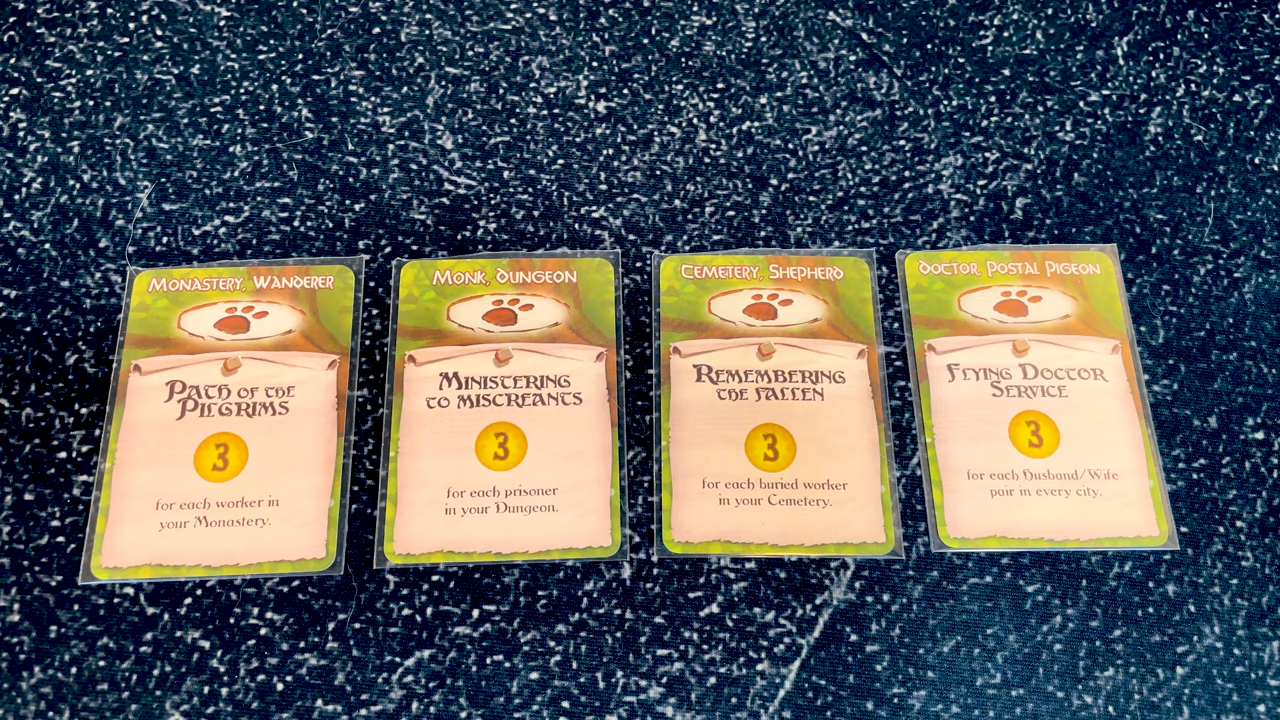 Monastery, Wanderer
Path of the
Pilgrims
3
for each worker in
your Monastery.
Monk, Dungeon
Ministering
to Miscreants
3
for each prisoner
in your Dungeon.
Cemetery, Shepherd
Remembering
the Fallen
3
for each buried worker
in your Cemetery.
Doctor, Postal Pigeon
Flying Doctor
Service
3
for each Husband/Wife
pair in every city.